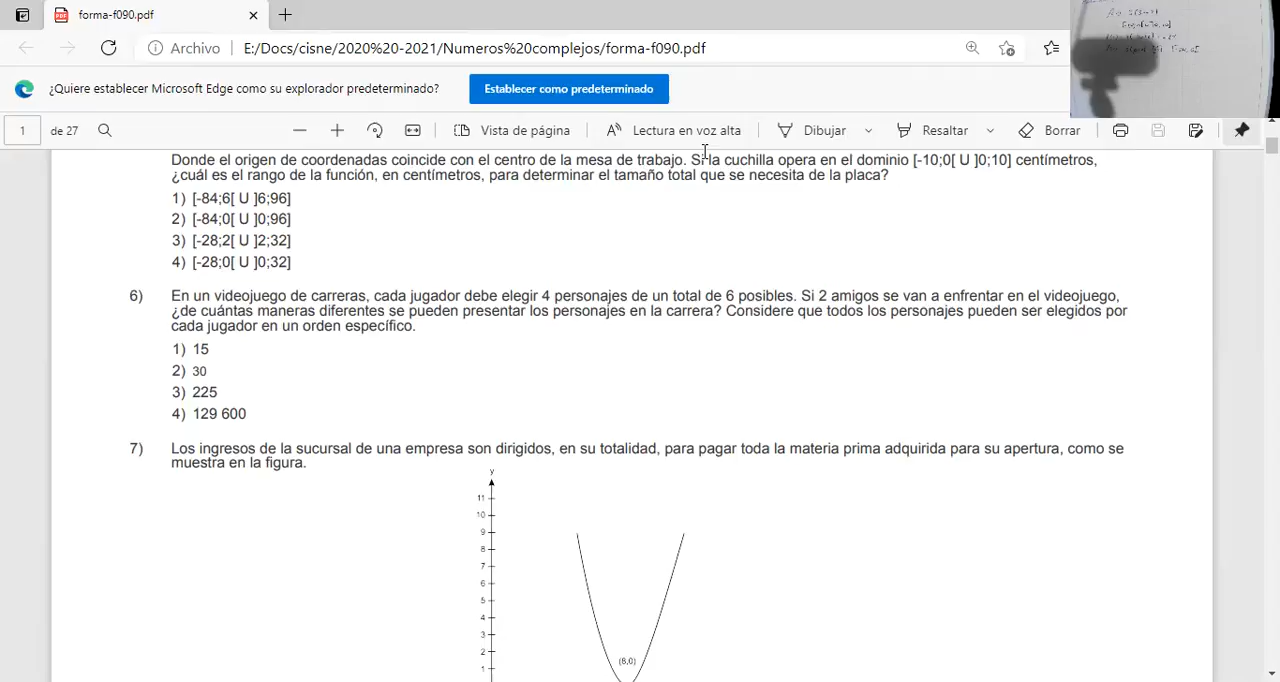 forma-f090.pdf
Archivo E:/Docs/cisne/2020%20-2021/Numeros%20complejos/forma-f090.pdf
¿Quiere establecer Microsoft Edge como su explorador predeterminado? Establecer como predeterminado
1 de 27 Vista de página Lectura en voz alta Dibujar Resaltar Borrar
Donde el origen de coordenadas coincide con el centro de la mesa de trabajo. Si la cuchilla opera en el dominio [-10;0[ U ]0;10] centímetros,
¿cuál es el rango de la función, en centímetros, para determinar el tamaño total que se necesita de la placa?
1) [-84;6[ U ]6;96]
2) [-84;0[ U ]0;96]
3) [-28;2[ U ]2;32]
4) [-28;0[ U ]0;32]
6) En un videojuego de carreras, cada jugador debe elegir 4 personajes de un total de 6 posibles. Si 2 amigos se van a enfrentar en el videojuego,
¿de cuántas maneras diferentes se pueden presentar los personajes en la carrera? Considere que todos los personajes pueden ser elegidos por
cada jugador en un orden específico.
1) 15
2) 30
3) 225
4) 129 600
7) Los ingresos de la sucursal de una empresa son dirigidos, en su totalidad, para pagar toda la materia prima adquirida para su apertura, como se
muestra en la figura.
y
11
10
9
8
7
6
5
4
3
2
(8,0)
1